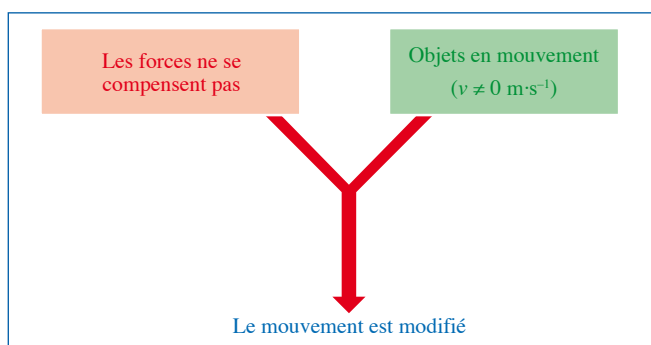 Les forces ne se
compensent pas
Objets en mouvement
(v ≠ 0 m·s⁻¹)
Le mouvement est modifié